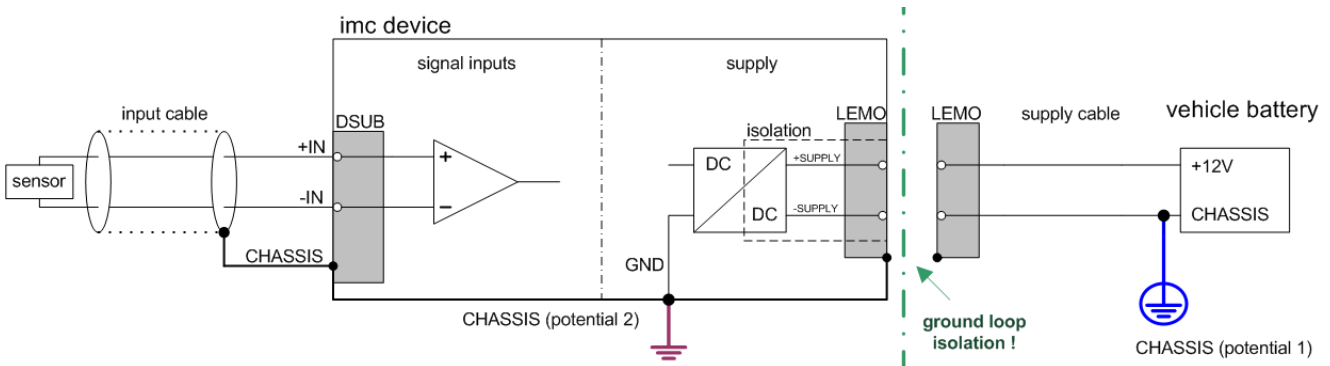 imc device
signal inputs
supply
input cable
DSUB
LEMO
LEMO
supply cable
vehicle battery
isolation
+IN
+
DC
+SUPPLY
+12V
sensor
-IN
−
DC
-SUPPLY
CHASSIS
CHASSIS
GND
CHASSIS (potential 2)
ground loop
isolation !
CHASSIS (potential 1)